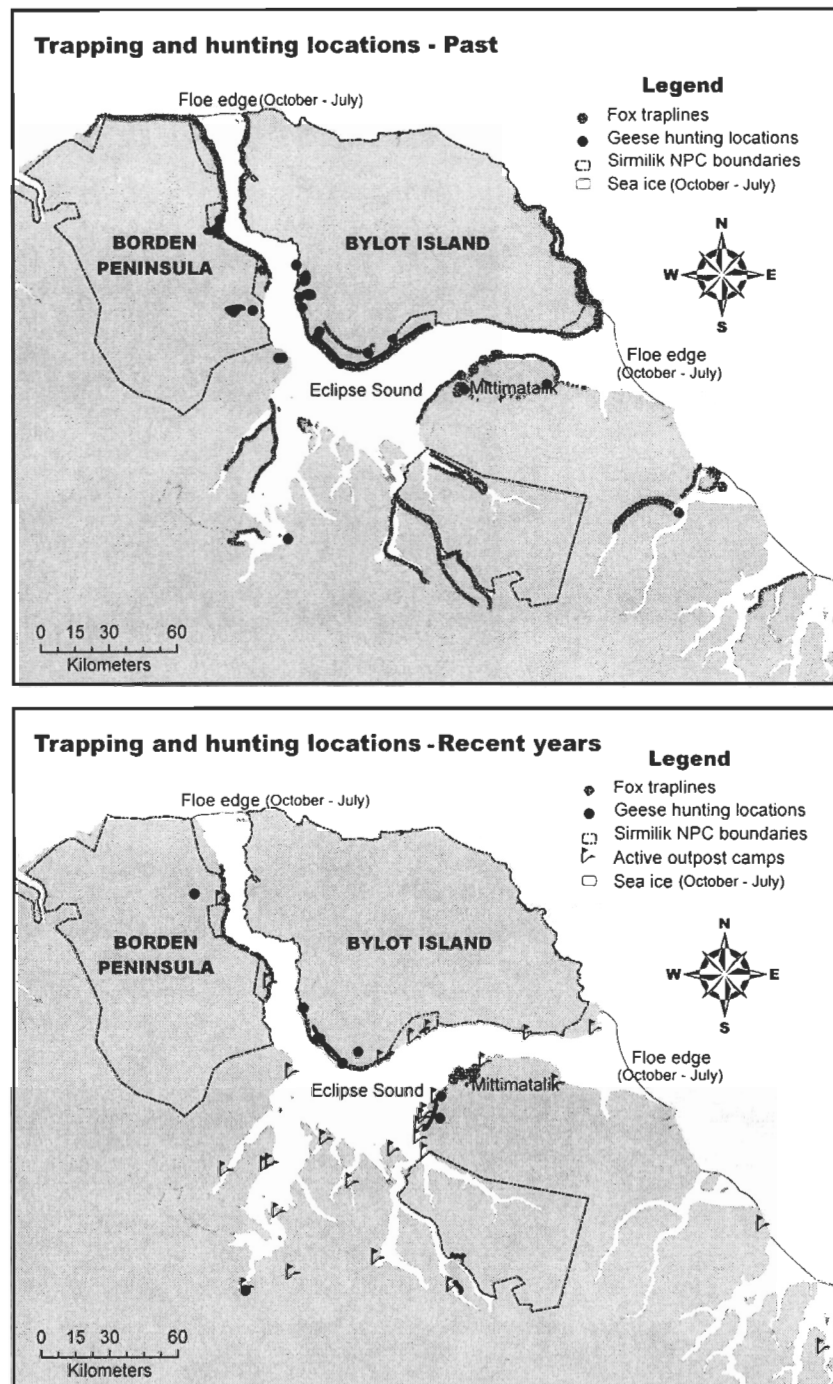 Trapping and hunting locations - Past
Legend
Floe edge (October - July)
Fox traplines
Geese hunting locations
Sirmilik NPC boundaries
Sea ice (October - July)
BORDEN
PENINSULA
BYLOT ISLAND
N
W
E
S
Floe edge
(October - July)
Eclipse Sound
Mittimatalik
0 15 30 60
Kilometers
Trapping and hunting locations - Recent years
Legend
Floe edge (October - July)
Fox traplines
Geese hunting locations
Sirmilik NPC boundaries
Active outpost camps
Sea ice (October - July)
BORDEN
PENINSULA
BYLOT ISLAND
N
W
E
S
Floe edge
(October - July)
Eclipse Sound
Mittimatalik
0 15 30 60
Kilometers